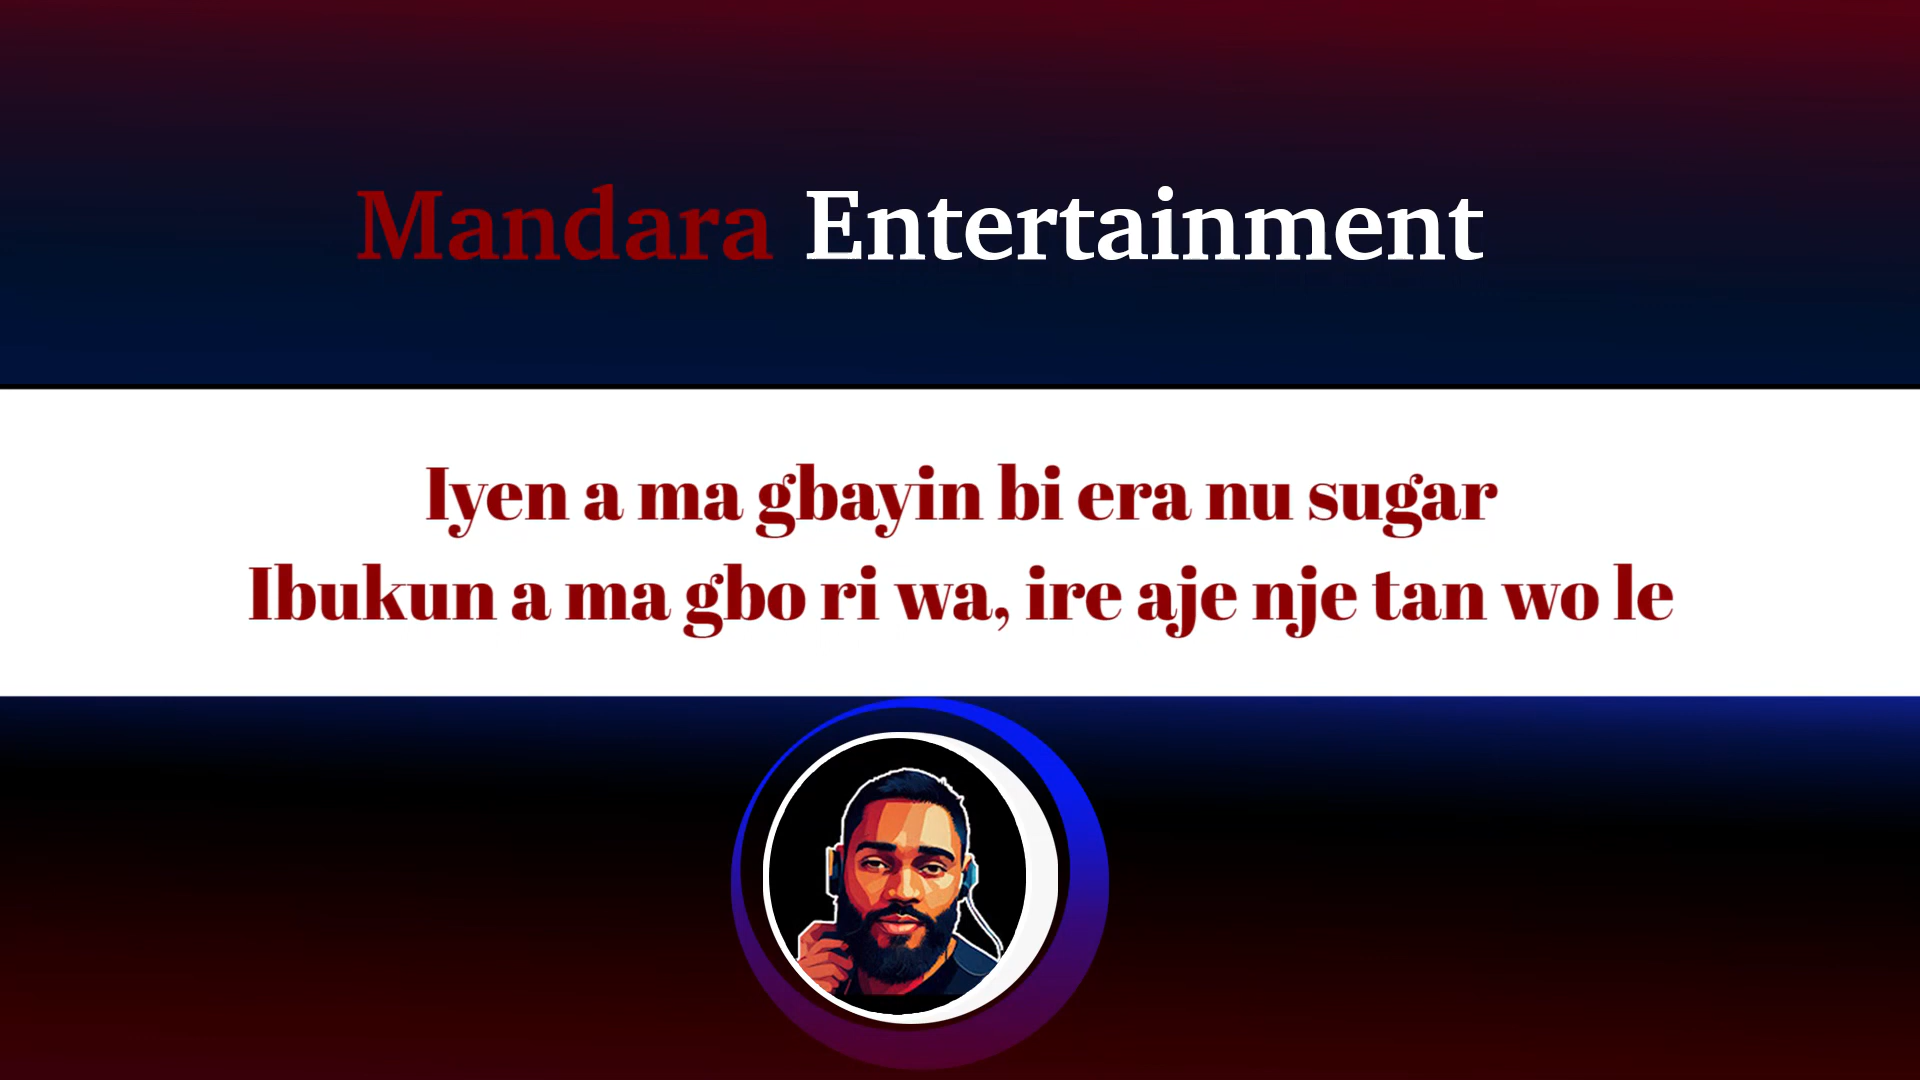 Mandara Entertainment
Iyen a ma gbayin bi era nu sugar
Ibukun a ma gbo ri wa, ire aje nje tan wo le